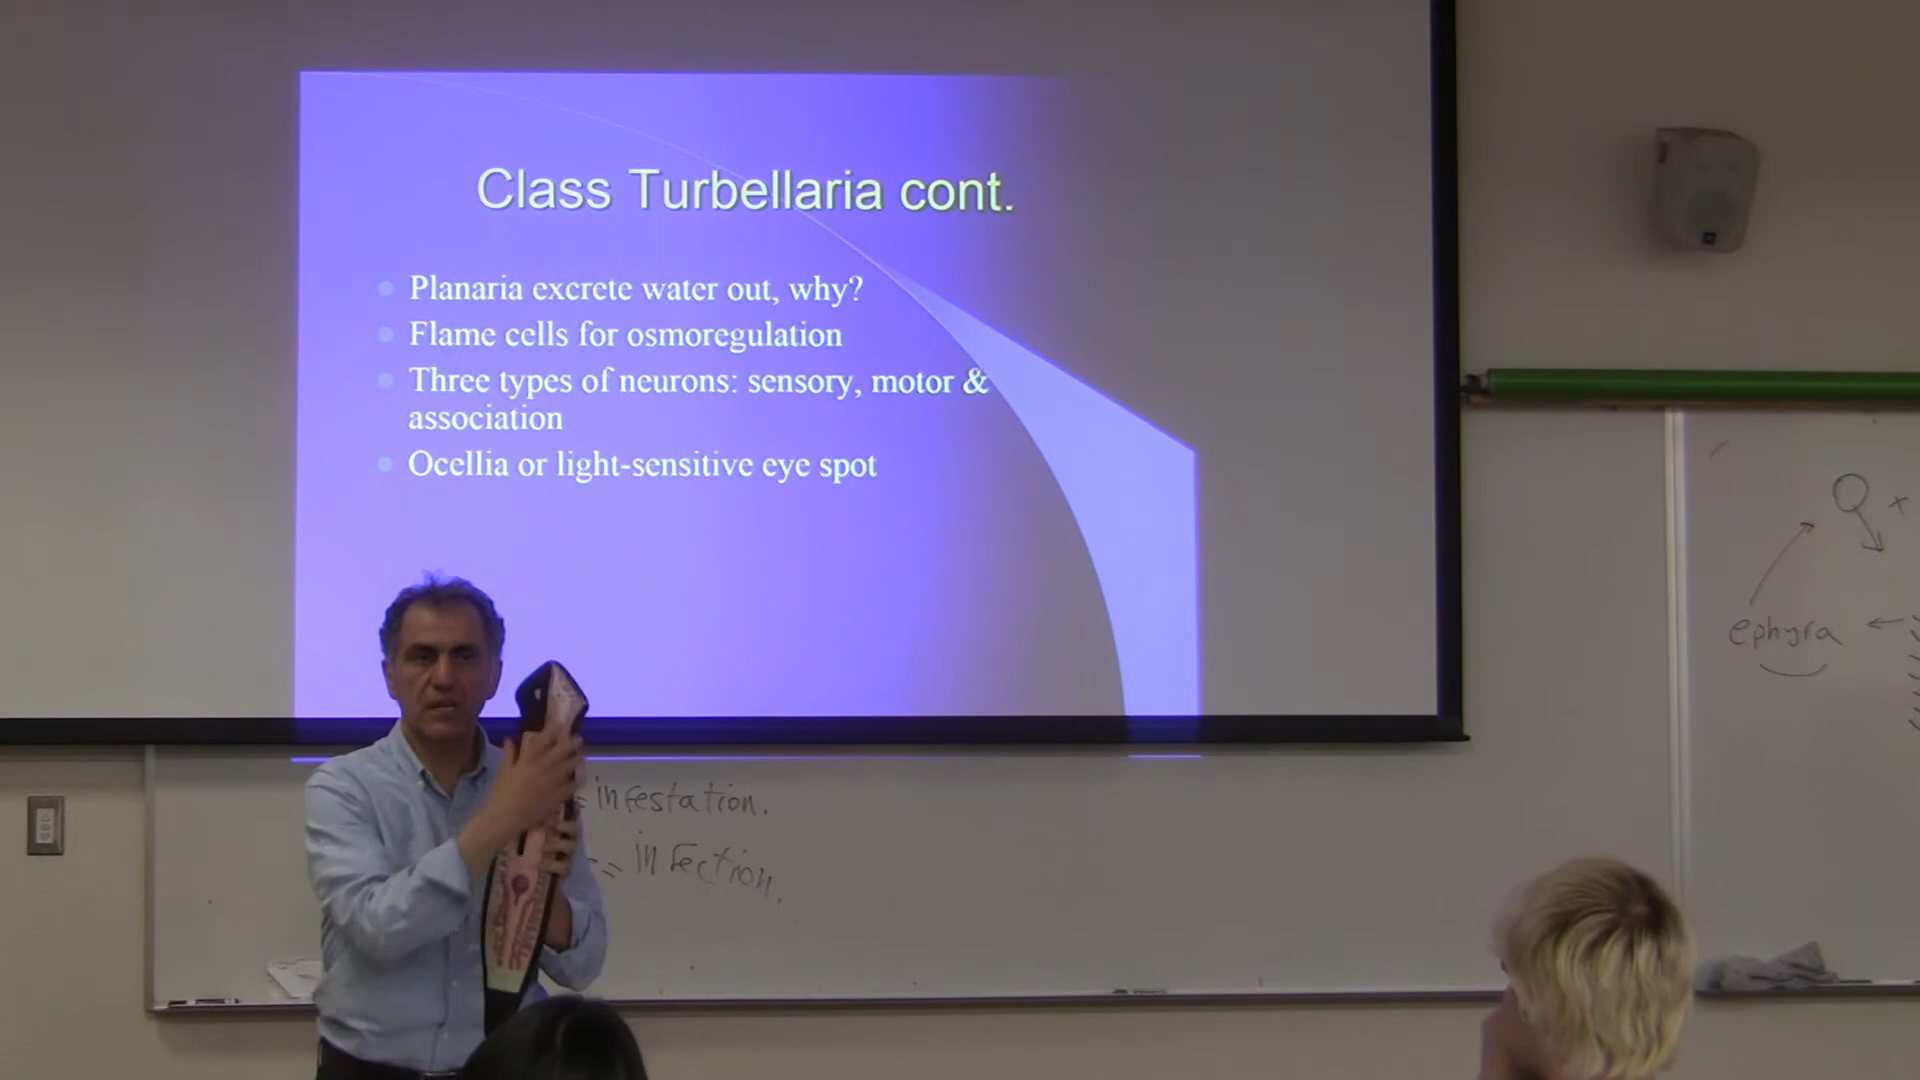 Class Turbellaria cont.
Planaria excrete water out, why?
Flame cells for osmoregulation
Three types of neurons: sensory, motor &
association
Ocellia or light-sensitive eye spot
= infestation.
= infection.
ephyra